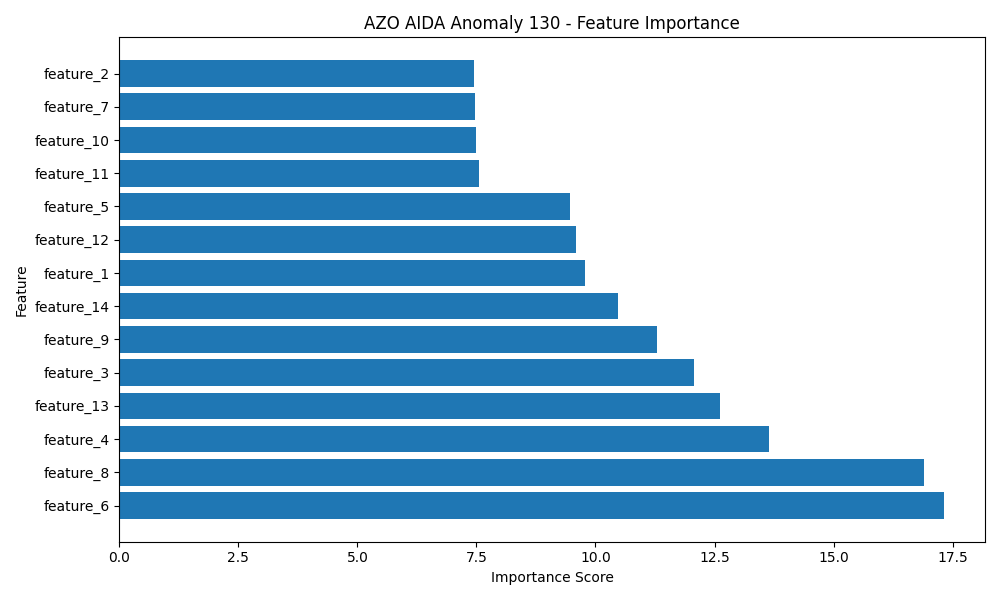 AZO AIDA Anomaly 130 - Feature Importance
feature_2
feature_7
feature_10
feature_11
feature_5
feature_12
feature_1
feature_14
feature_9
feature_3
feature_13
feature_4
feature_8
feature_6
Feature
0.0 2.5 5.0 7.5 10.0 12.5 15.0 17.5
Importance Score